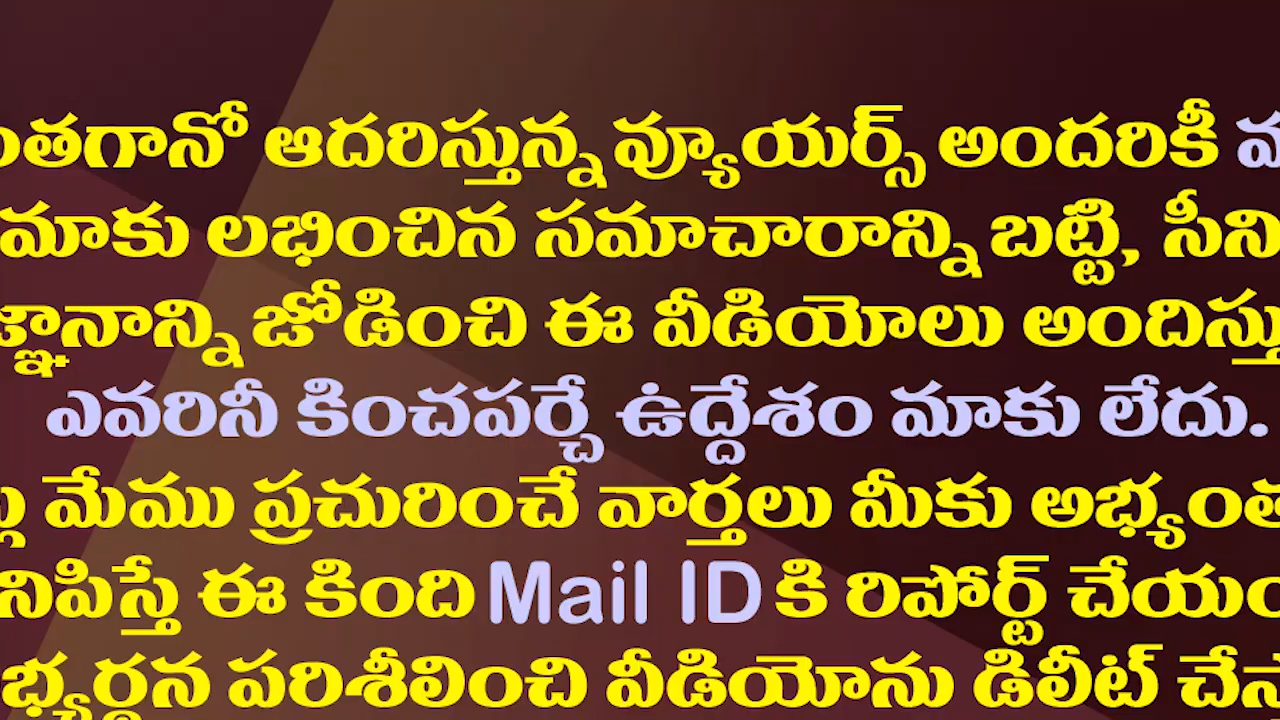 ఆదరిస్తున్న వ్యూయర్స్ అందరికీ
మాకు లభించిన సమాచారాన్ని బట్టి,
జోడించి ఈ వీడియోలు
ఎవరినీ కించపర్చే ఉద్దేశం మాకు లేదు.
మేము ప్రచురించే వార్తలు మీకు
ఈ కింది Mail ID కి రిపోర్ట్
పరిశీలించి వీడియోను డిలీట్